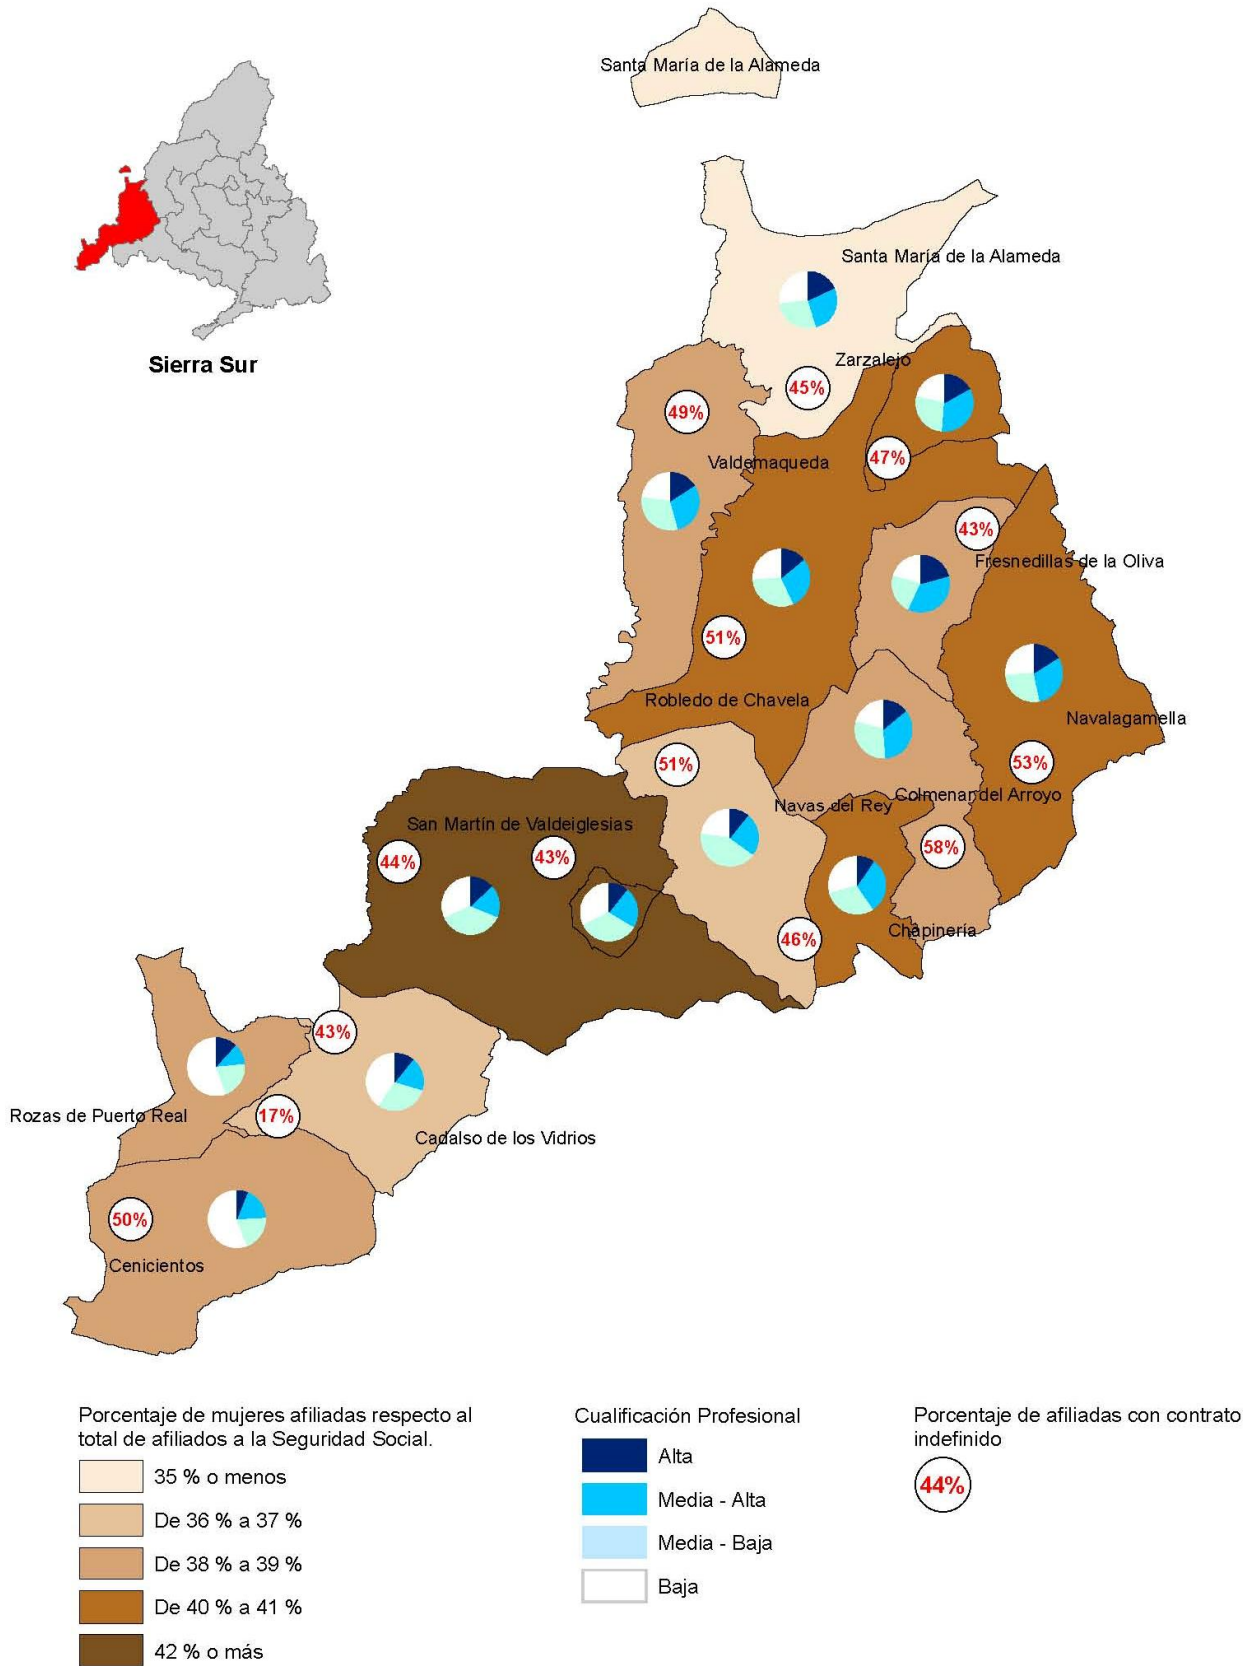 Santa María de la Alameda
Sierra Sur
Santa María de la Alameda
Zarzalejo
45%
49%
Valdemaqueda
47%
43%
Fresnedillas de la Oliva
51%
Robledo de Chavela
Navalagamella
51%
53%
Navas del Rey
Colmenar del Arroyo
San Martín de Valdeiglesias
44%
43%
58%
Chapinería
46%
43%
Rozas de Puerto Real
17%
Cadalso de los Vidrios
50%
Cenicientos
Porcentaje de mujeres afiliadas respecto al
total de afiliados a la Seguridad Social.
35 % o menos
De 36 % a 37 %
De 38 % a 39 %
De 40 % a 41 %
42 % o más
Cualificación Profesional
Alta
Media - Alta
Media - Baja
Baja
Porcentaje de afiliadas con contrato
indefinido
44%